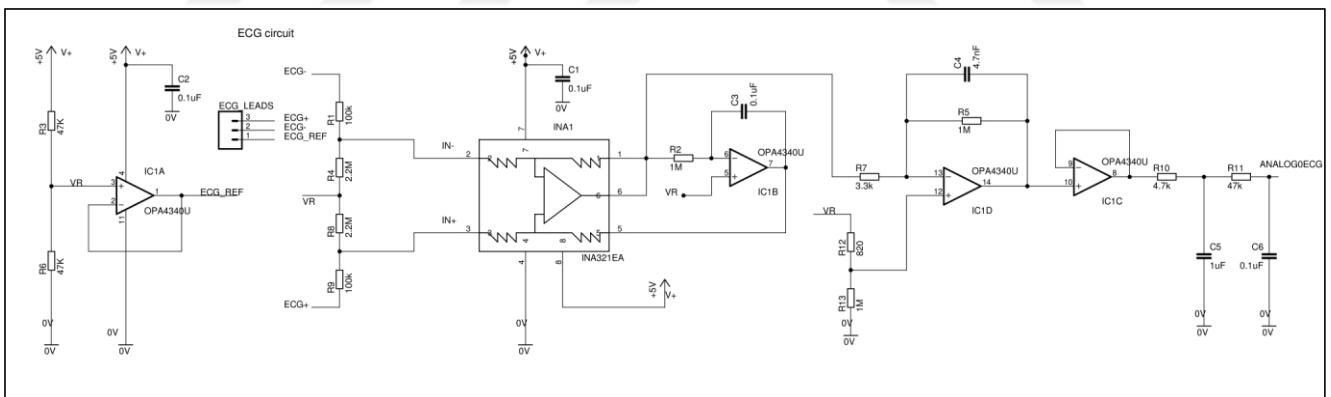 ECG circuit
+5V V+
R3 47K
VR
R6 47K
0V
0V
+5V V+
C2
0.1uF
0V
4
IC1A
3
2
1
11
OPA4340U
ECG_REF
0V
0V
ECG_LEADS
3 ECG+
2 ECG-
1 ECG_REF
ECG-
R1 100k
R4 2.2M
VR
R8 2.2M
R9 100k
ECG+
IN-
IN+
+5V V+
C1
0.1uF
0V
INA1
7
7
2
1
6
6
3
5
4
8
INA321EA
4
8
0V
0V
+5V V+
R2
1M
C3 0.1uF
OPA4340U
6
5
7
VR
IC1B
R7
3.3k
C4 4.7nF
R5
1M
OPA4340U
13
12
14
IC1D
VR
R12 820
R13 1M
0V
0V
OPA4340U
9
10
8
IC1C
R10
4.7k
R11
47k
ANALOG0ECG
C5
1uF
0V
0V
C6
0.1uF
0V
0V